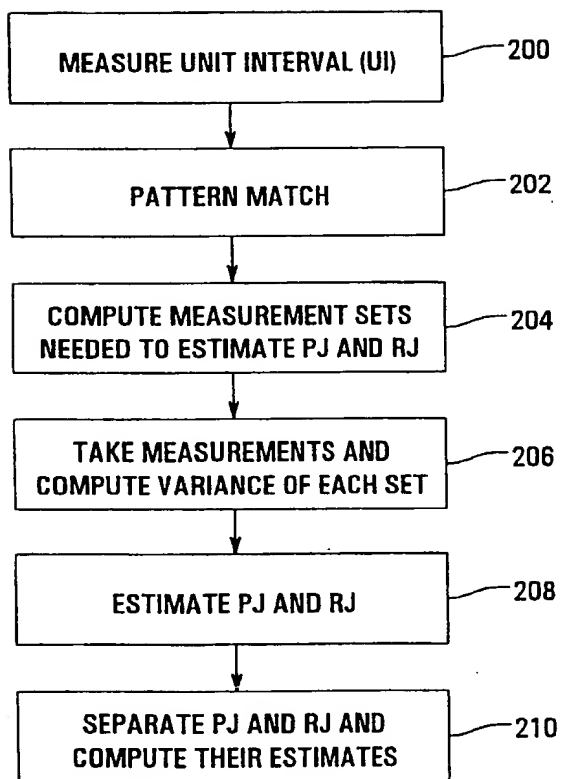 MEASURE UNIT INTERVAL (UI)
200
PATTERN MATCH
202
COMPUTE MEASUREMENT SETS
NEEDED TO ESTIMATE PJ AND RJ
204
TAKE MEASUREMENTS AND
COMPUTE VARIANCE OF EACH SET
206
ESTIMATE PJ AND RJ
208
SEPARATE PJ AND RJ AND
COMPUTE THEIR ESTIMATES
210